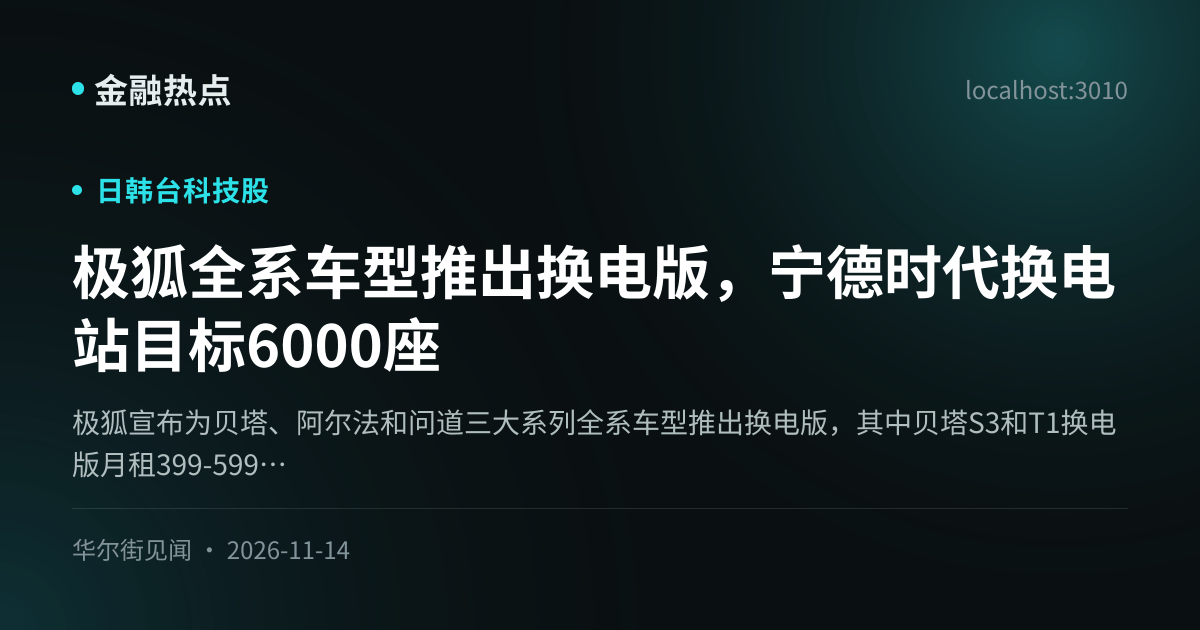 金融热点
localhost:3010
日韩台科技股
极狐全系车型推出换电版，宁德时代换电
站目标6000座
极狐宣布为贝塔、阿尔法和问道三大系列全系车型推出换电版，其中贝塔S3和T1换电
版月租399-599…
华尔街见闻 · 2026-11-14